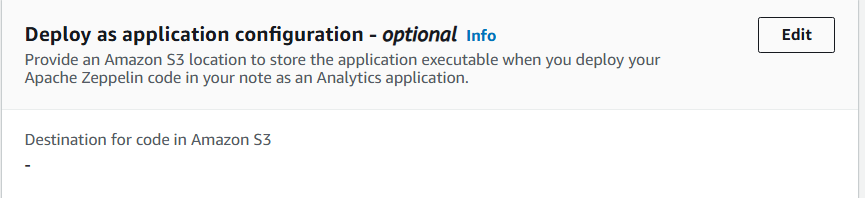 Deploy as application configuration - optional Info
Edit
Provide an Amazon S3 location to store the application executable when you deploy your
Apache Zeppelin code in your note as an Analytics application.
Destination for code in Amazon S3
-